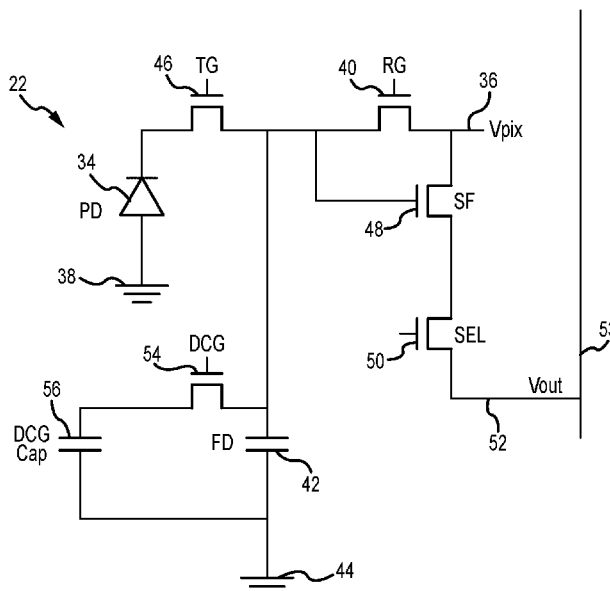 46
TG
40
RG
36
22
Vpix
34
PD
SF
48
38
DCG
54
SEL
50
53
Vout
56
DCG
Cap
FD
42
52
44